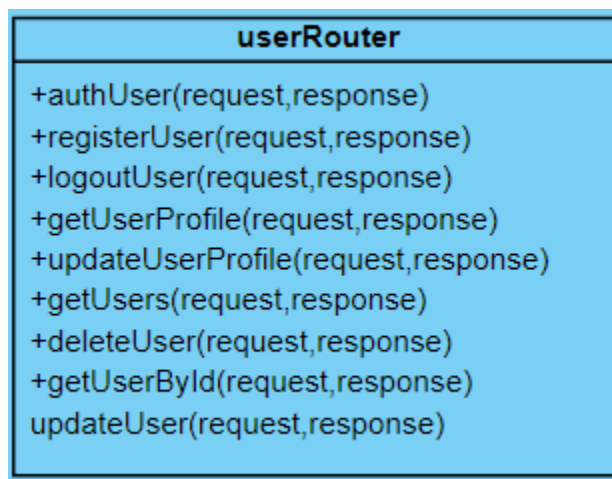 userRouter
+authUser(request,response)
+registerUser(request,response)
+logoutUser(request,response)
+getUserProfile(request,response)
+updateUserProfile(request,response)
+getUsers(request,response)
+deleteUser(request,response)
+getUserById(request,response)
updateUser(request,response)